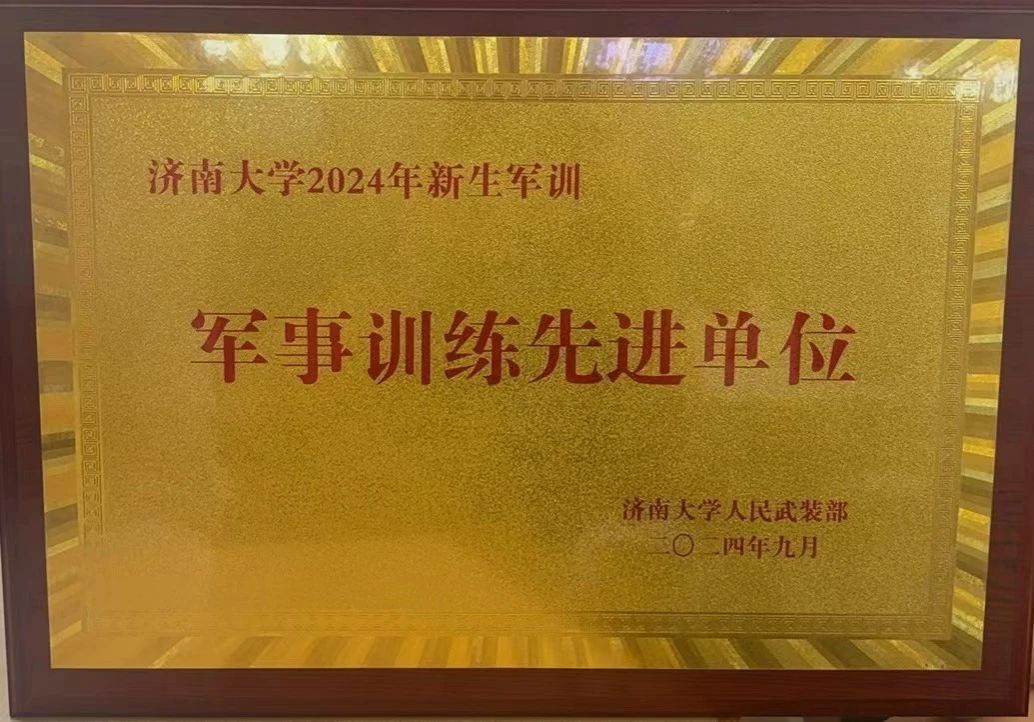 济南大学2024年新生军训
军事训练先进单位
济南大学人民武装部
二〇二四年九月